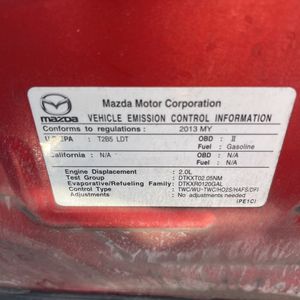 Mazda Motor Corporation
mazda VEHICLE EMISSION CONTROL INFORMATION
Conforms to regulations : 2013 MY
U.S. EPA : T2B5 LDT OBD : II
Fuel : Gasoline
California : N/A OBD : N/A
Fuel : N/A
Engine Displacement : 2.0L
Test Group : DTKXT02.05NM
Evaporative/Refueling Family : DTKXR0120GAL
Control Type : TWC/WU-TWC/HO2S/HAFS/DFI
Adjustments : No adjustments needed
(PE1C)